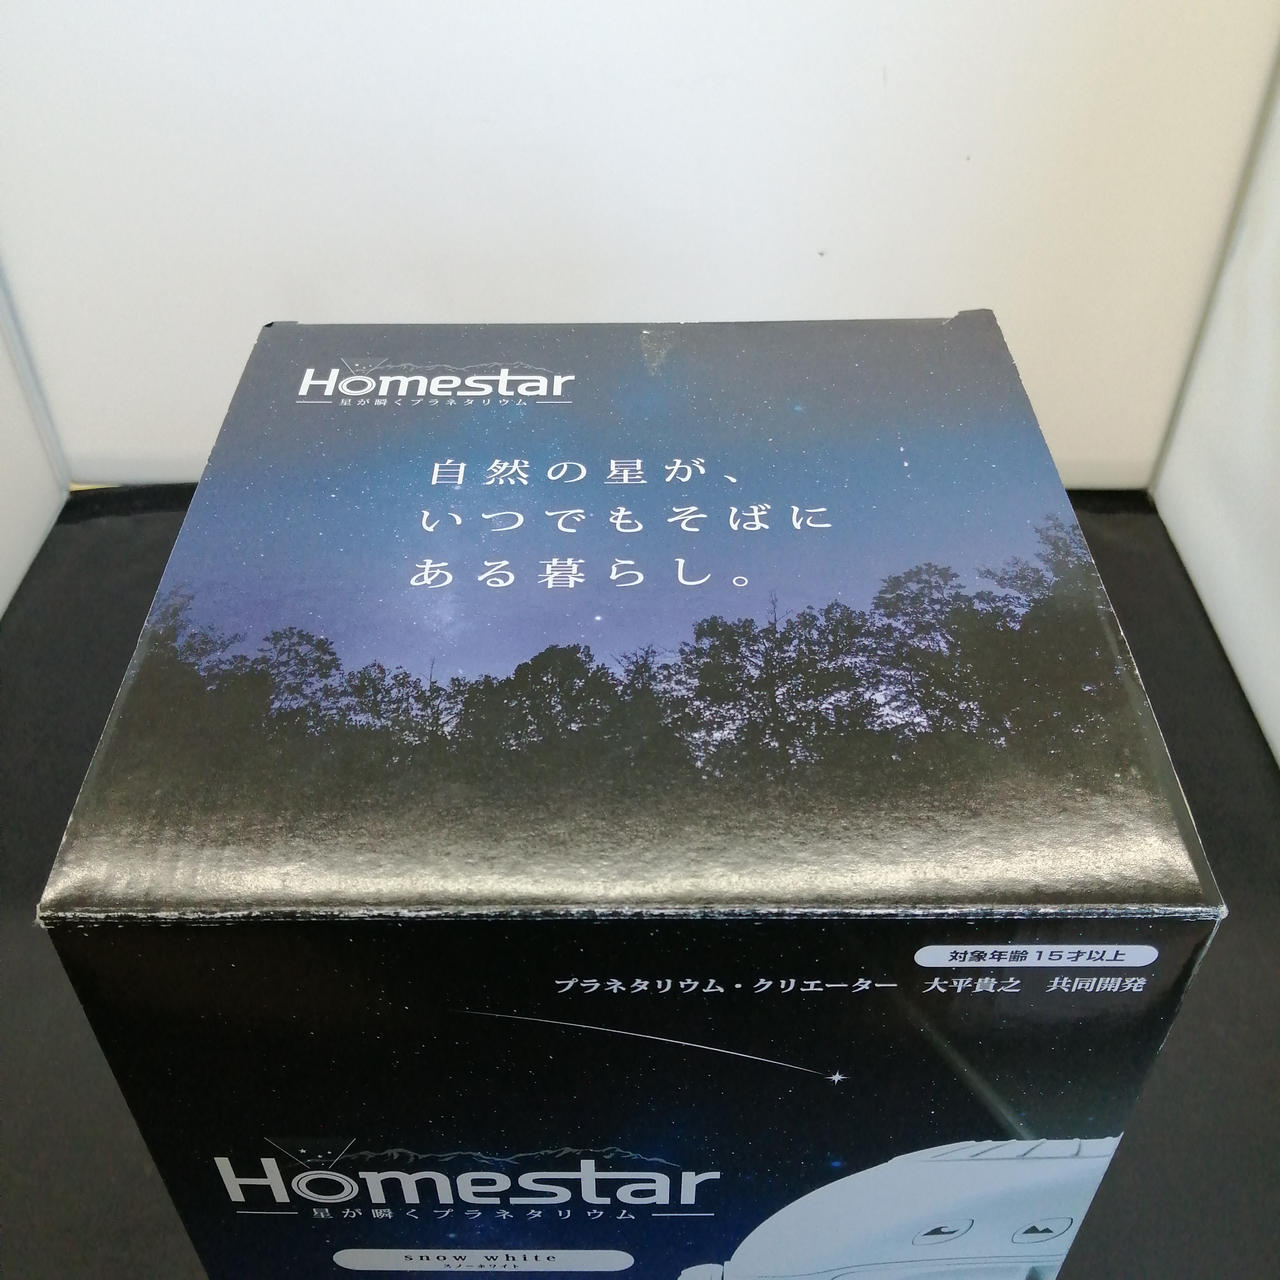 Homestar
星が瞬くプラネタリウム
自然の星が、
いつでもそばに
ある暮らし。
対象年齢15才以上
プラネタリウム・クリエーター 大平貴之 共同開発
Homestar
星が瞬くプラネタリウム
snow white
スノーホワイト